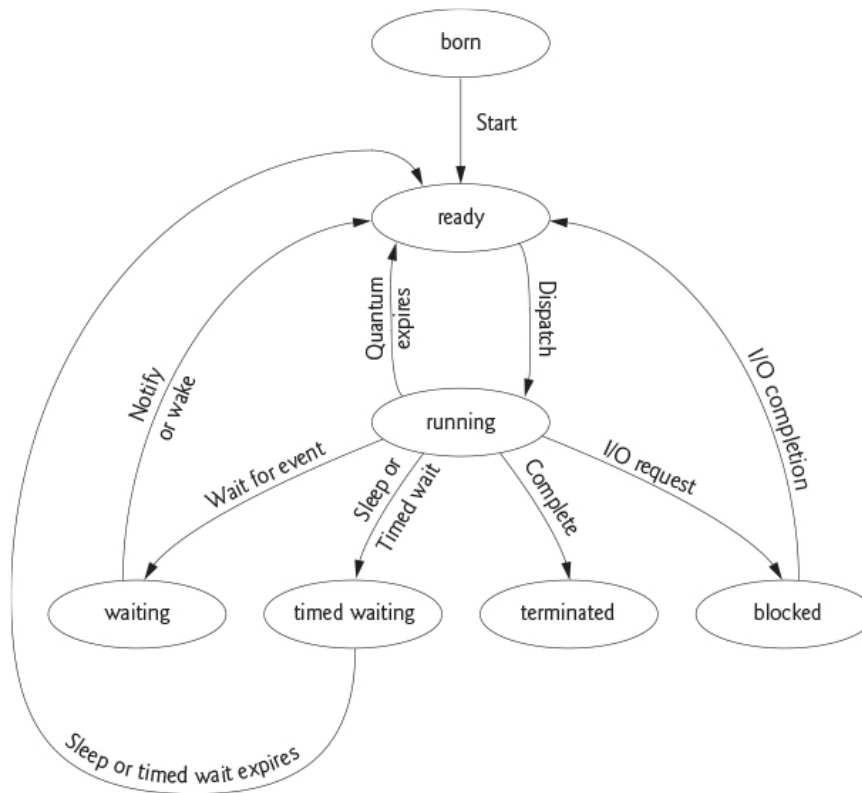 born
Start
ready
Quantum
expires
Dispatch
Notify
or wake
I/O completion
running
Wait for event
Sleep or
Timed wait
Complete
I/O request
waiting
timed waiting
terminated
blocked
Sleep or timed wait expires